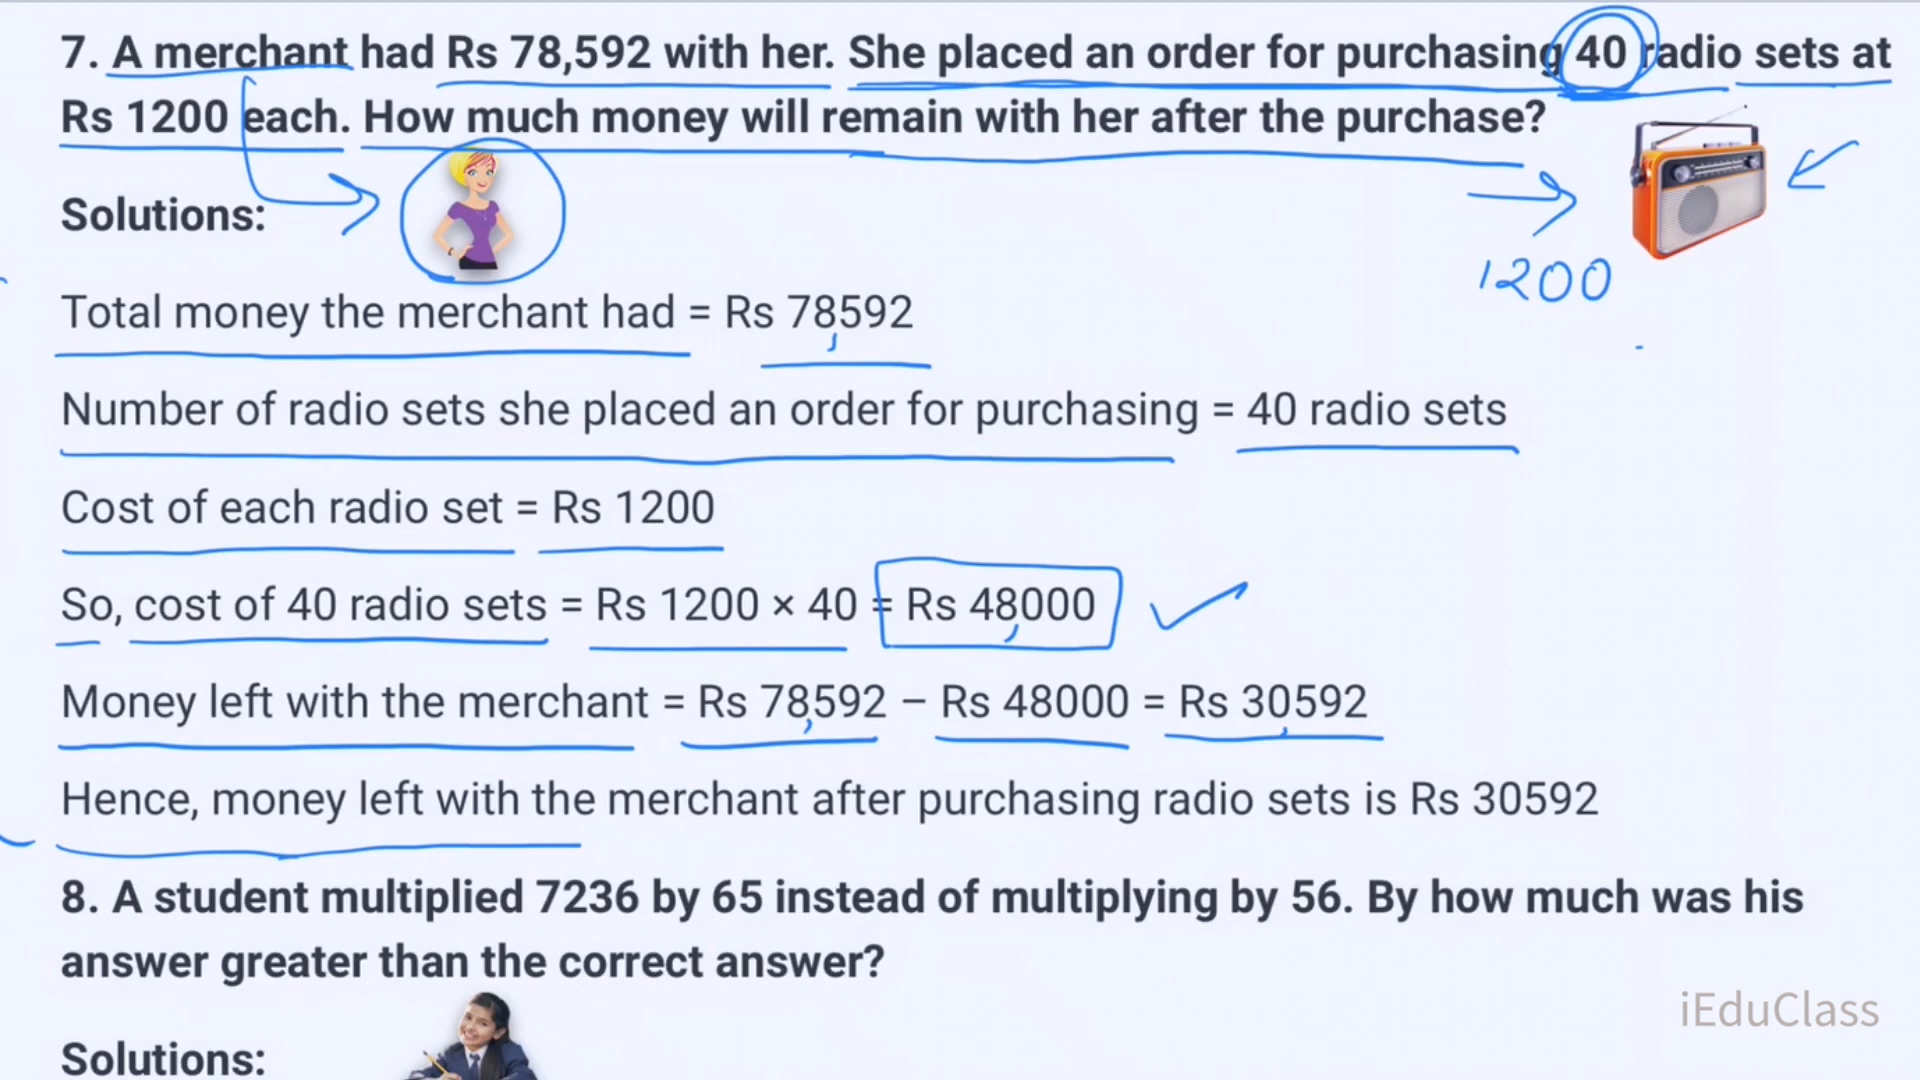 7. A merchant had Rs 78,592 with her. She placed an order for purchasing 40 radio sets at
Rs 1200 each. How much money will remain with her after the purchase?
Solutions:
1200
Total money the merchant had = Rs 78592
Number of radio sets she placed an order for purchasing = 40 radio sets
Cost of each radio set = Rs 1200
So, cost of 40 radio sets = Rs 1200 × 40 = Rs 48000
Money left with the merchant = Rs 78592 – Rs 48000 = Rs 30592
Hence, money left with the merchant after purchasing radio sets is Rs 30592
8. A student multiplied 7236 by 65 instead of multiplying by 56. By how much was his
answer greater than the correct answer?
iEduClass
Solutions: